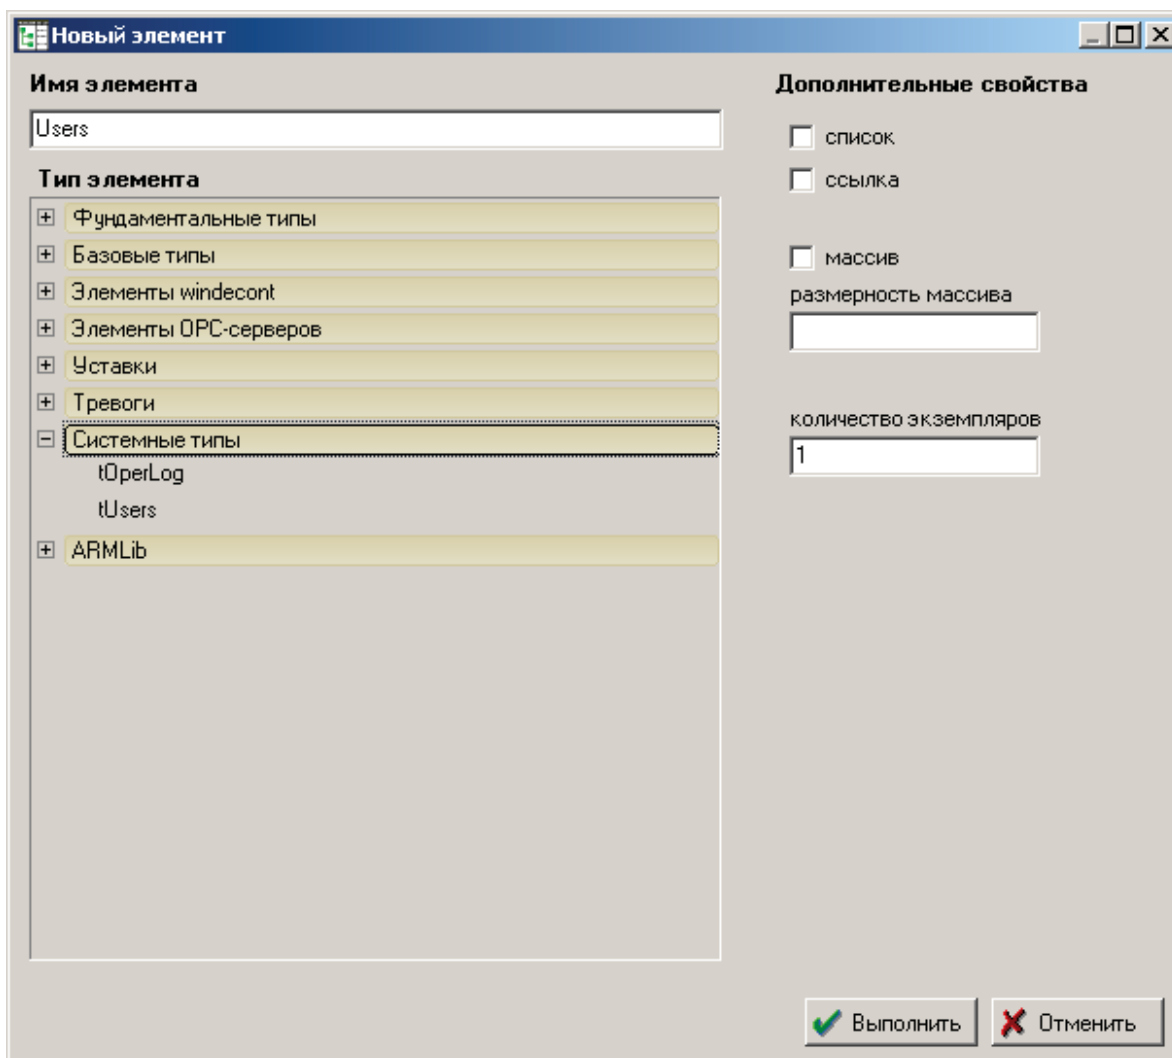 Новый элемент
Имя элемента
Users
Тип элемента
Фундаментальные типы
Базовые типы
Элементы windecont
Элементы OPC-серверов
Уставки
Тревоги
Системные типы
tOperLog
tUsers
ARMLib
Дополнительные свойства
список
ссылка
массив
размерность массива
количество экземпляров
1
Выполнить
Отменить